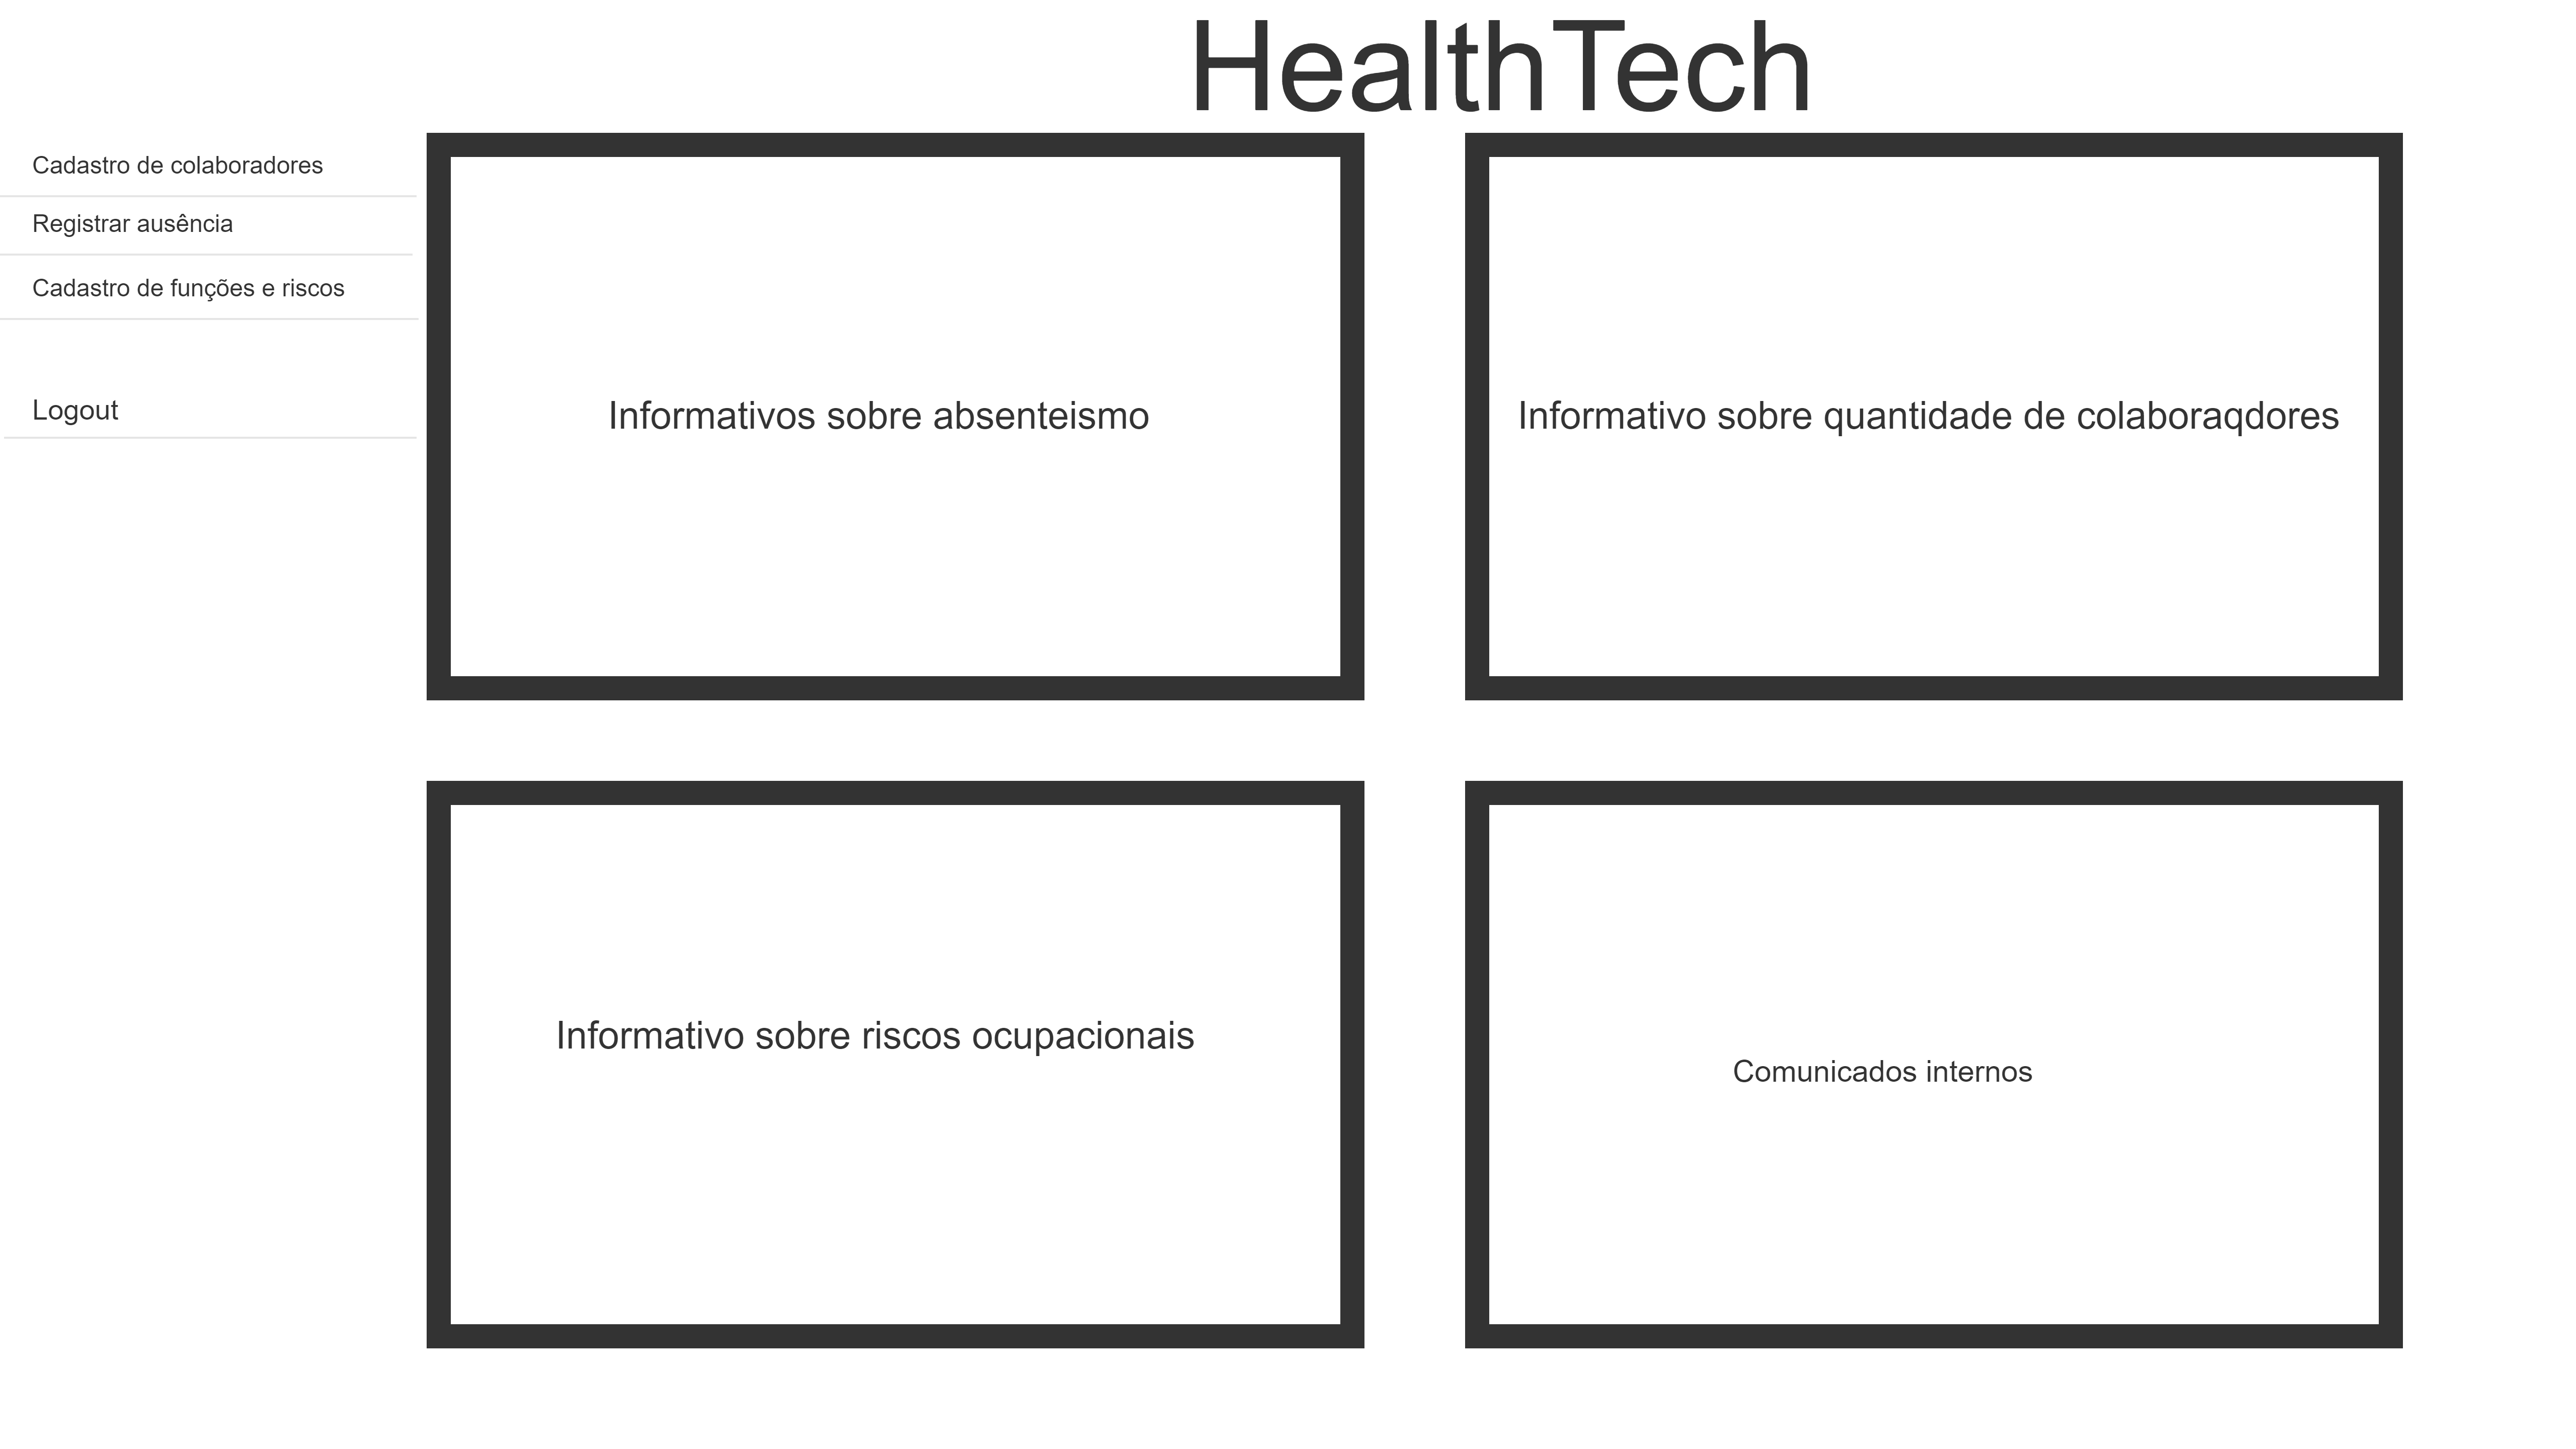 HealthTech
Cadastro de colaboradores
Registrar ausência
Cadastro de funções e riscos
Logout
Informativos sobre absenteismo
Informativo sobre quantidade de colaboraqdores
Informativo sobre riscos ocupacionais
Comunicados internos